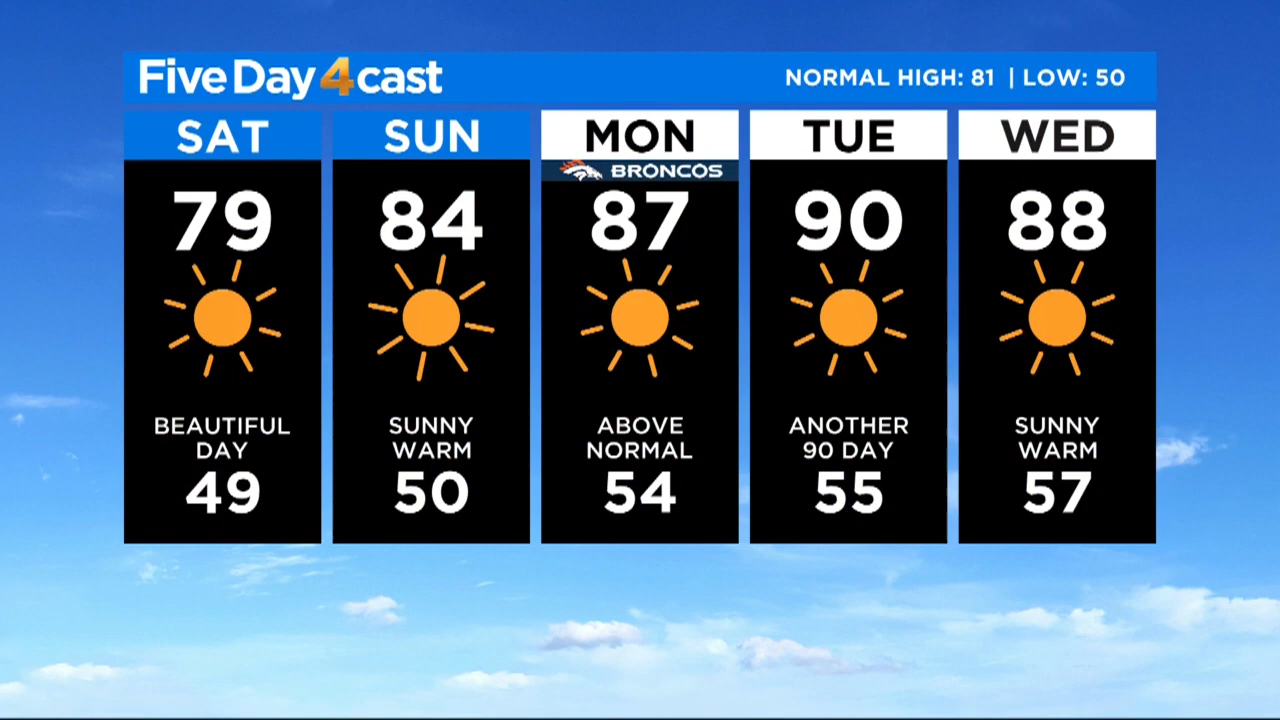 Five Day 4cast
NORMAL HIGH: 81 | LOW: 50
SAT
79
BEAUTIFUL
DAY
49
SUN
84
SUNNY
WARM
50
MON
BRONCOS
87
ABOVE
NORMAL
54
TUE
90
ANOTHER
90 DAY
55
WED
88
SUNNY
WARM
57